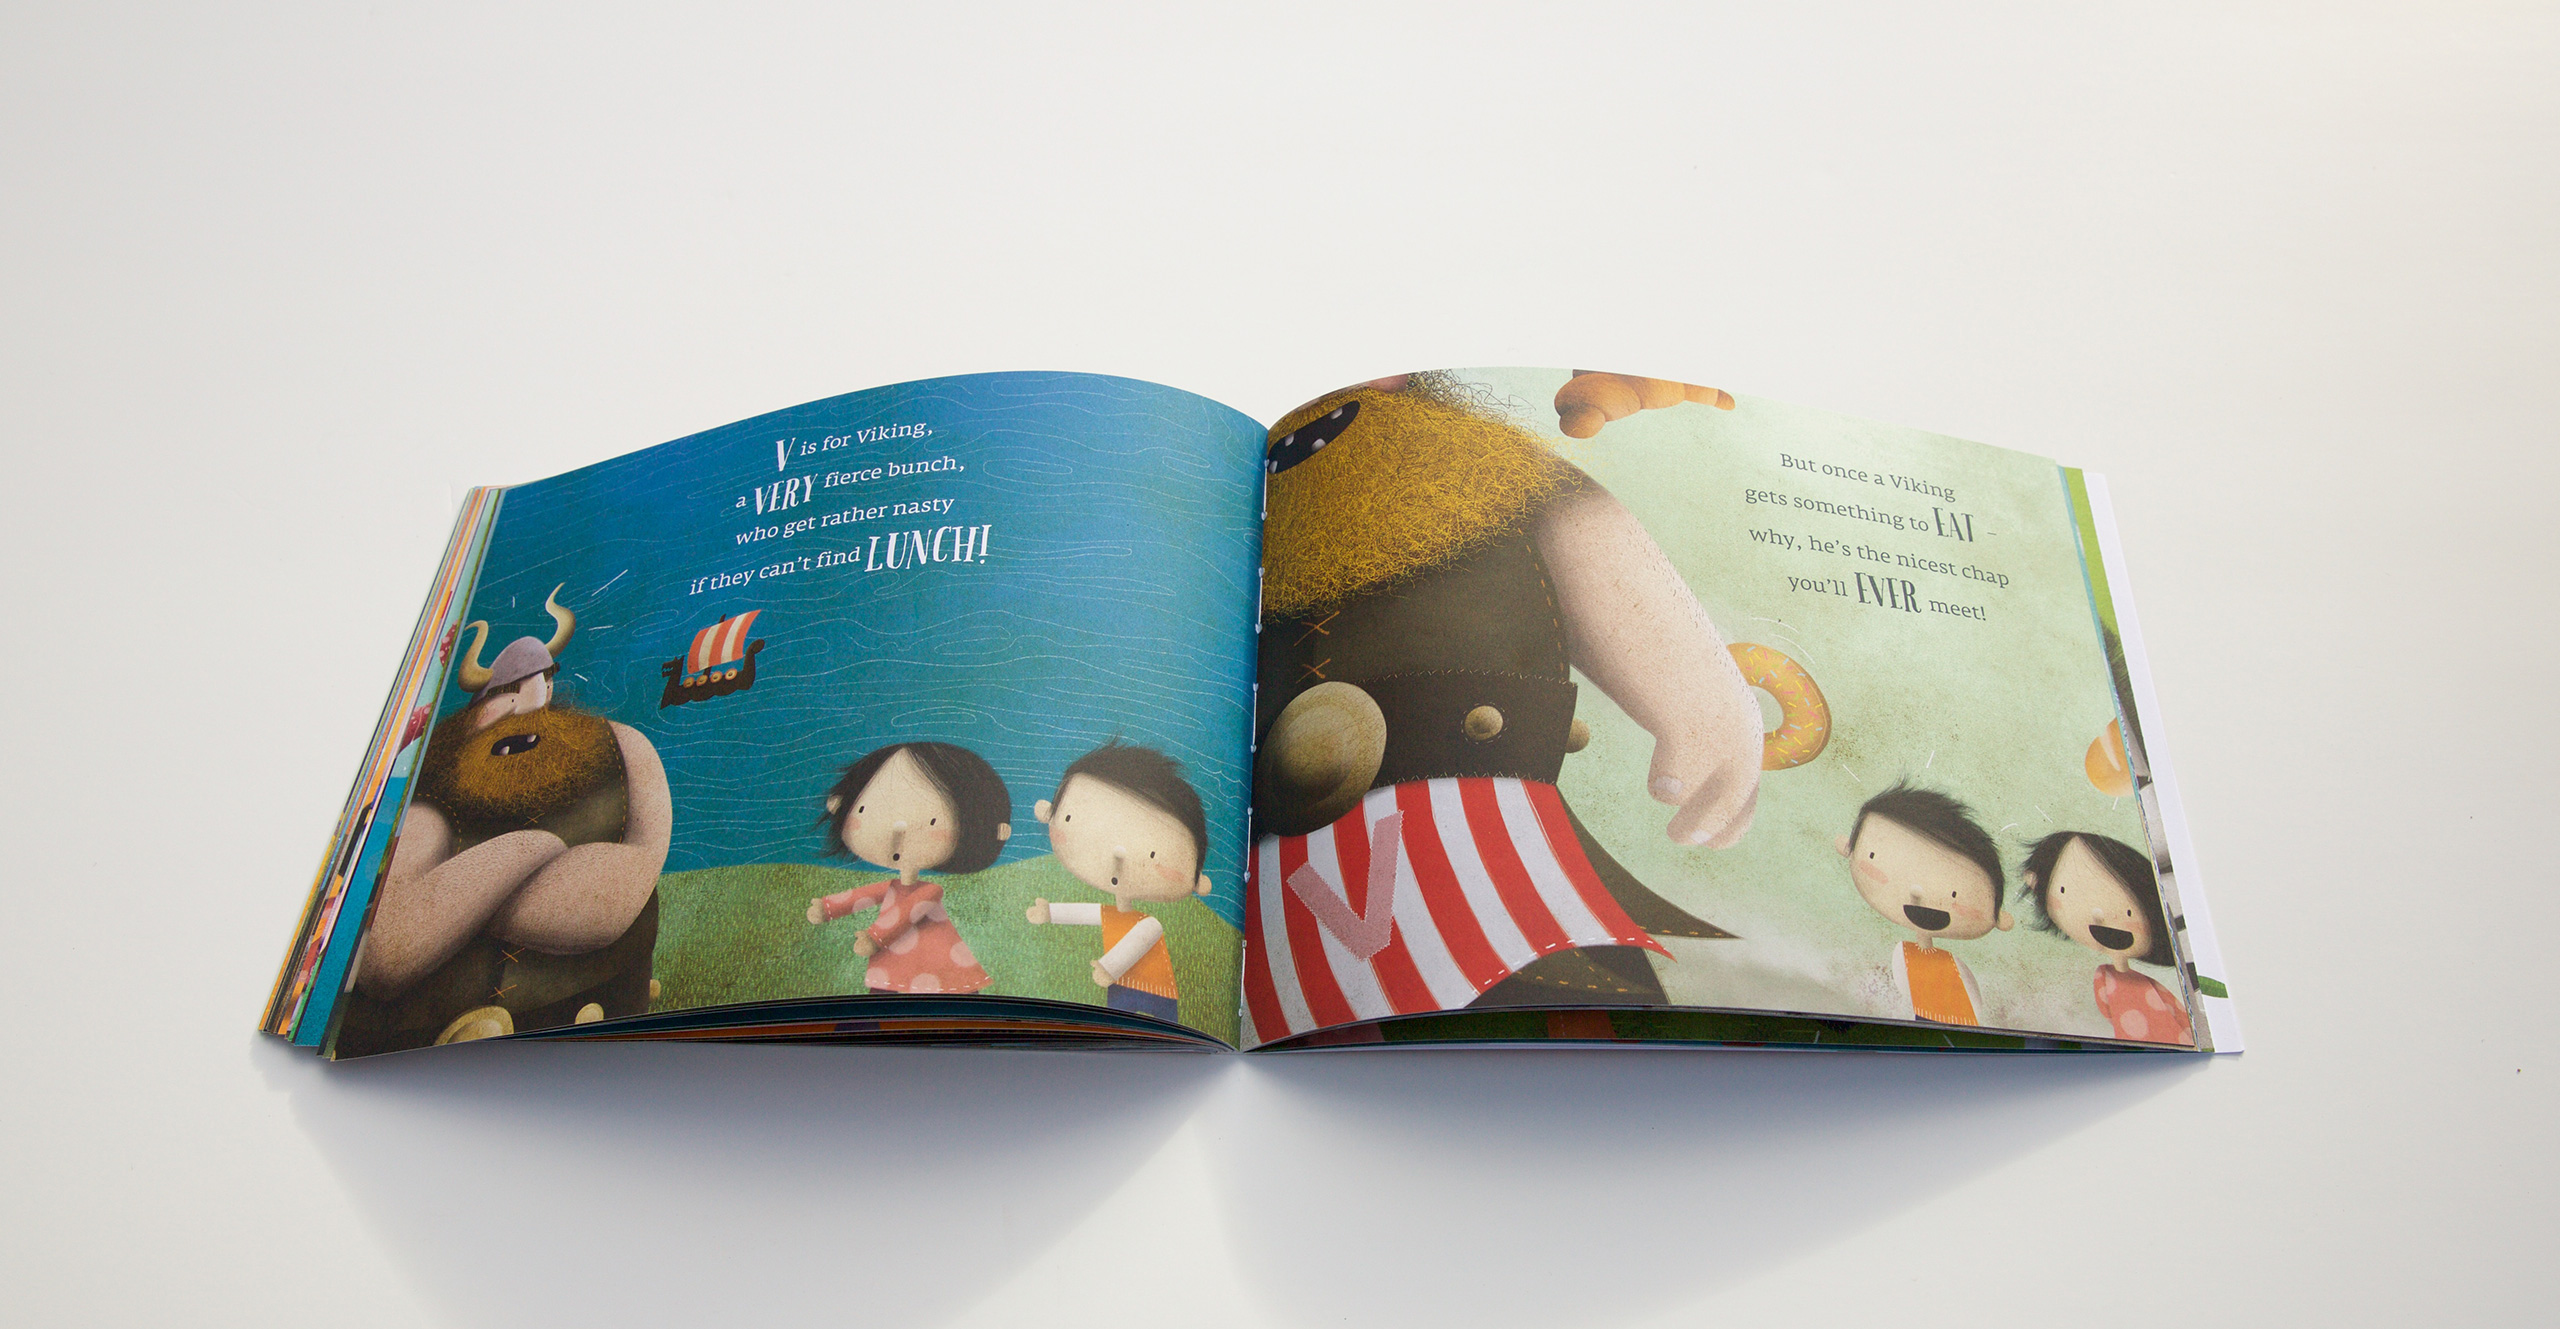 V is for Viking,
a VERY fierce bunch,
who get rather nasty
if they can't find LUNCH!
But once a Viking
gets something to EAT –
why, he's the nicest chap
you'll EVER meet!
V